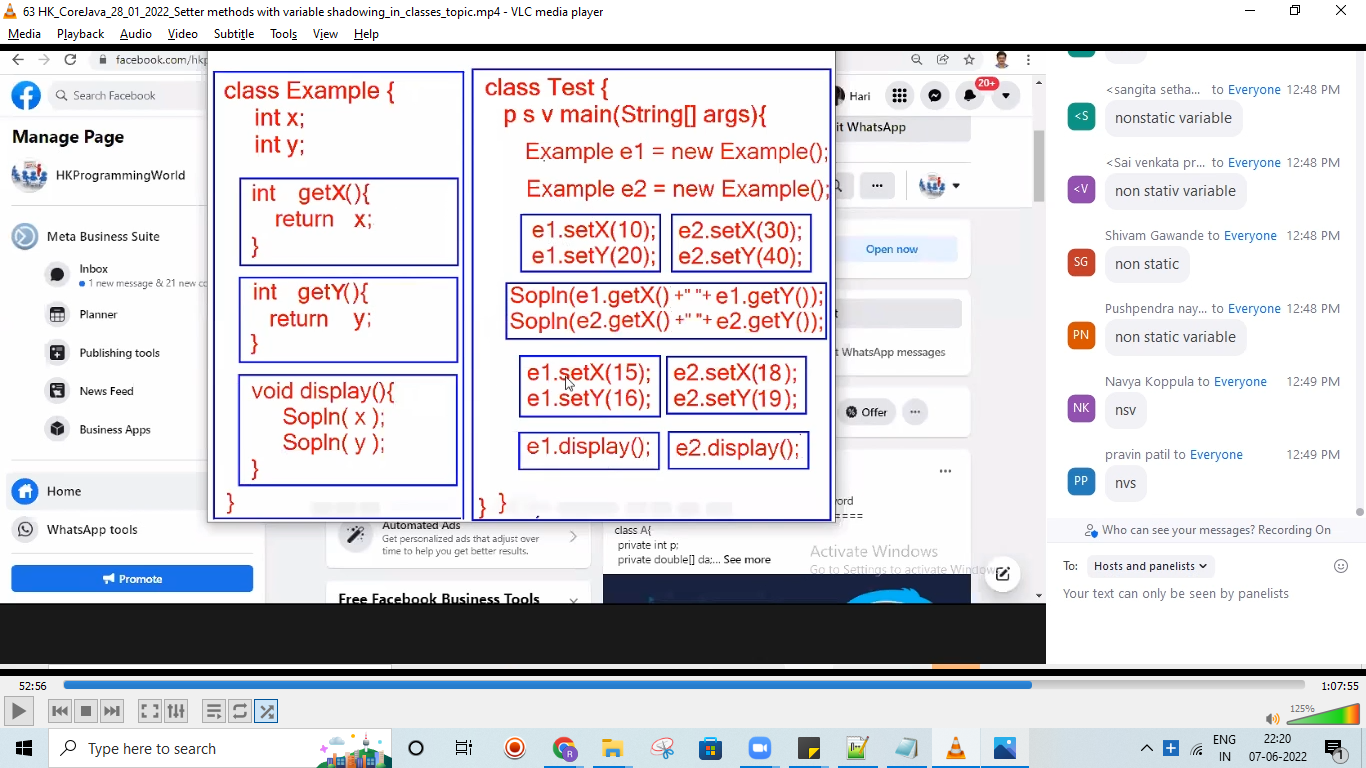 63 HK_CoreJava_28_01_2022_Setter methods with variable shadowing_in_classes_topic.mp4 - VLC media player
Media Playback Audio Video Subtitle Tools View Help
facebook.com/hkp
Search Facebook
Manage Page
HKProgrammingWorld
Meta Business Suite
Inbox
1 new message & 21 new co
Planner
Publishing tools
News Feed
Business Apps
Home
WhatsApp tools
Promote
class Example {
int x;
int y;
int getX(){
return x;
}
int getY(){
return y;
}
void display(){
Sopln( x );
Sopln( y );
}
}
class Test {
p s v main(String[] args){
Example e1 = new Example();
Example e2 = new Example();
e1.setX(10);
e1.setY(20);
e2.setX(30);
e2.setY(40);
Sopln(e1.getX() +" "+ e1.getY());
Sopln(e2.getX() +" "+ e2.getY());
e1.setX(15);
e1.setY(16);
e2.setX(18);
e2.setY(19);
e1.display();
e2.display();
} }
Hari
20+
it WhatsApp
Open now
t WhatsApp messages
Offer
ord
====
class A{
private int p;
private double[] da;... See more
Automated Ads
Get personalized ads that adjust over
time to help you get better results.
Free Facebook Business Tools
Activate Windows
Go to Settings to activate Windows
<sangita setha... to Everyone 12:48 PM
<S
nonstatic variable
<Sai venkata pr... to Everyone 12:48 PM
<V
non stativ variable
Shivam Gawande to Everyone 12:48 PM
SG
non static
Pushpendra nay... to Everyone 12:48 PM
PN
non static variable
Navya Koppula to Everyone 12:49 PM
NK
nsv
pravin patil to Everyone 12:49 PM
PP
nvs
Who can see your messages? Recording On
To: Hosts and panelists
Your text can only be seen by panelists
52:56
1:07:55
125%
Type here to search
R
ENG
IN
22:20
07-06-2022
1